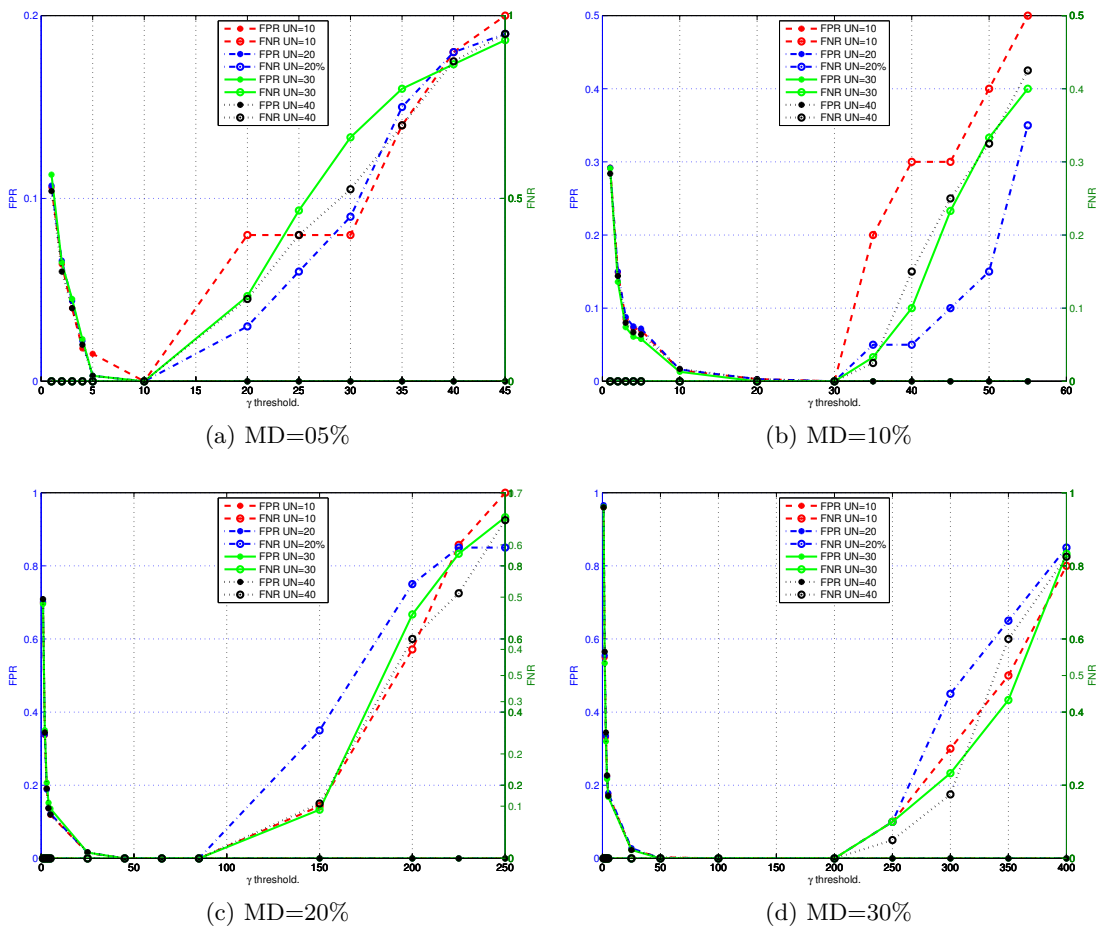 0.2
0.1
0
FPR
1
0.5
0
FNR
FPR UN=10
FNR UN=10
FPR UN=20
FNR UN=20%
FPR UN=30
FNR UN=30
FPR UN=40
FNR UN=40
0 5 10 15 20 25 30 35 40 45
γ threshold.
(a) MD=05%
0.5
0.4
0.3
0.2
0.1
0
FPR
0.5
0.4
0.3
0.2
0.1
0
FNR
FPR UN=10
FNR UN=10
FPR UN=20
FNR UN=20%
FPR UN=30
FNR UN=30
FPR UN=40
FNR UN=40
0 10 20 30 40 50 60
γ threshold.
(b) MD=10%
1
0.8
0.6
0.4
0.2
0
FPR
0.7
0.6
0.8
0.5
0.6
0.4
0.3
0.4
0.2
0.2
0.1
0
FNR
FPR UN=10
FNR UN=10
FPR UN=20
FNR UN=20%
FPR UN=30
FNR UN=30
FPR UN=40
FNR UN=40
0 50 100 150 200 250
γ threshold.
(c) MD=20%
1
0.8
0.6
0.4
0.2
0
FPR
1
0.8
0.6
0.4
0.2
0
FNR
FPR UN=10
FNR UN=10
FPR UN=20
FNR UN=20%
FPR UN=30
FNR UN=30
FPR UN=40
FNR UN=40
0 50 100 150 200 250 300 350 400
γ threshold.
(d) MD=30%